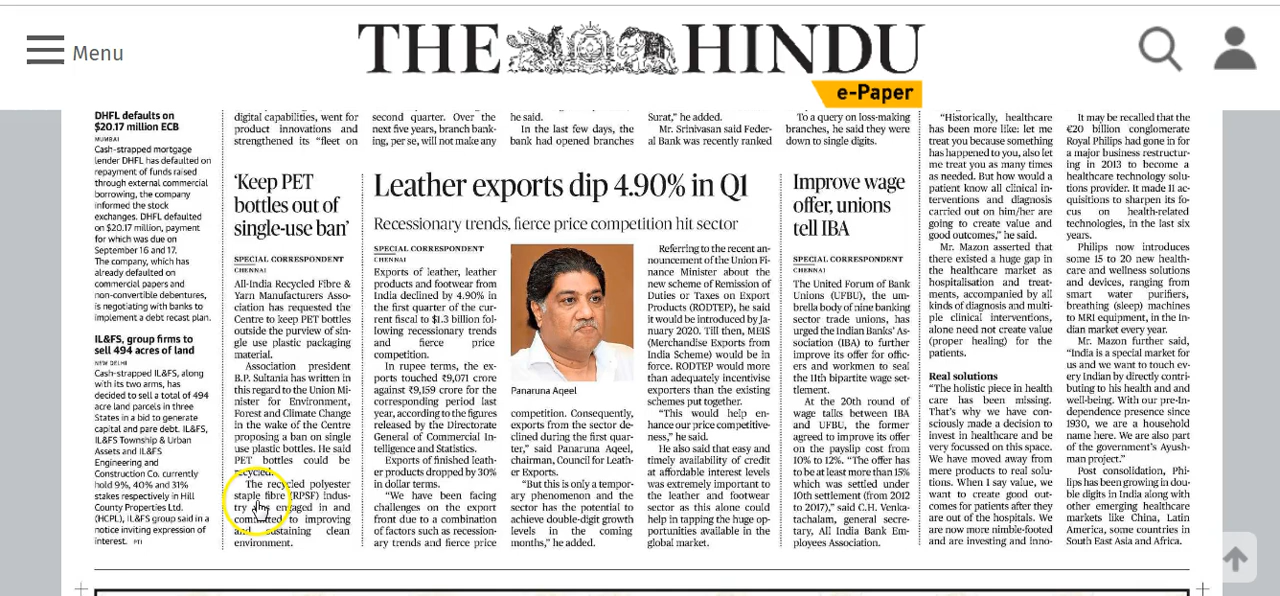 Menu
THE HINDU
e-Paper
DHFL defaults on
$20.17 million ECB
MUMBAI
Cash-strapped mortgage
lender DHFL has defaulted on
repayment of funds raised
through external commercial
borrowing, the company
informed the stock
exchanges. DHFL defaulted
on $20.17 million, payment
for which was due on
September 16 and 17.
The company, which has
already defaulted on
commercial papers and
non-convertible debentures,
is negotiating with banks to
implement a debt recast plan.
IL&FS, group firms to
sell 494 acres of land
NEW DELHI
Cash-strapped IL&FS, along
with its two arms, has
decided to sell a total of 494
acre land parcels in three
States in a bid to generate
capital and pare debt. IL&FS,
IL&FS Township & Urban
Assets and IL&FS
Engineering and
Construction Co. currently
hold 9%, 40% and 31%
stakes respectively in Hill
County Properties Ltd.
(HCPL), IL&FS group said in a
notice inviting expression of
interest. PTI
digital capabilities, went for
product innovations and
strengthened its “fleet on
‘Keep PET
bottles out of
single-use ban’
SPECIAL CORRESPONDENT
CHENNAI
All-India Recycled Fibre &
Yarn Manufacturers Asso-
ciation has requested the
Centre to keep PET bottles
outside the purview of sin-
gle use plastic packaging
material.
Association president
B.P. Sultania has written in
this regard to the Union Mi-
nister for Environment,
Forest and Climate Change
in the wake of the Centre
proposing a ban on single
use plastic bottles. He said
PET bottles could be
recycled.
The recycled polyester
staple fibre (RPSF) indus-
try engaged in and
committed to improving
and sustaining clean
environment.
second quarter. Over the
next five years, branch bank-
ing, per se, will not make any
he said.
In the last few days, the
bank had opened branches
Surat,” he added.
Mr. Srinivasan said Feder-
al Bank was recently ranked
Leather exports dip 4.90% in Q1
Recessionary trends, fierce price competition hit sector
SPECIAL CORRESPONDENT
CHENNAI
Exports of leather, leather
products and footwear from
India declined by 4.90% in
the first quarter of the cur-
rent fiscal to $1.3 billion fol-
lowing recessionary trends
and fierce price
competition.
In rupee terms, the ex-
ports touched ₹9,071 crore
against ₹9,159 crore for the
corresponding period last
year, according to the figures
released by the Directorate
General of Commercial In-
telligence and Statistics.
Exports of finished leath-
er products dropped by 30%
in dollar terms.
“We have been facing
challenges on the export
front due to a combination
of factors such as recession-
ary trends and fierce price
Panaruna Aqeel
competition. Consequently,
exports from the sector de-
clined during the first quar-
ter,” said Panaruna Aqeel,
chairman, Council for Leath-
er Exports.
“But this is only a tempor-
ary phenomenon and the
sector has the potential to
achieve double-digit growth
levels in the coming
months,” he added.
Referring to the recent an-
nouncement of the Union Fi-
nance Minister about the
new scheme of Remission of
Duties or Taxes on Export
Products (RODTEP), he said
it would be introduced by Ja-
nuary 2020. Till then, MEIS
(Merchandise Exports from
India Scheme) would be in
force. RODTEP would more
than adequately incentivise
exporters than the existing
schemes put together.
“This would help en-
hance our price competitive-
ness,” he said.
He also said that easy and
timely availability of credit
at affordable interest levels
was extremely important to
the leather and footwear
sector as this alone could
help in tapping the huge op-
portunities available in the
global market.
To a query on loss-making
branches, he said they were
down to single digits.
Improve wage
offer, unions
tell IBA
SPECIAL CORRESPONDENT
CHENNAI
The United Forum of Bank
Unions (UFBU), the um-
brella body of nine banking
sector trade unions, has
urged the Indian Banks’ As-
sociation (IBA) to further
improve its offer for offic-
ers and workmen to seal
the 11th bipartite wage set-
tlement.
At the 20th round of
wage talks between IBA
and UFBU, the former
agreed to improve its offer
on the payslip cost from
10% to 12%. “The offer has
to be at least more than 15%
which was settled under
10th settlement (from 2012
to 2017),” said C.H. Venka-
tachalam, general secre-
tary, All India Bank Em-
ployees Association.
“Historically, healthcare
has been more like: let me
treat you because something
has happened to you, also let
me treat you as many times
as needed. But how would a
patient know all clinical in-
terventions and diagnosis
carried out on him/her are
going to create value and
good outcomes,” he said.
Mr. Mazon asserted that
there existed a huge gap in
the healthcare market as
hospitalisation and treat-
ments, accompanied by all
kinds of diagnosis and multi-
ple clinical interventions,
alone need not create value
(proper healing) for the
patients.
Real solutions
“The holistic piece in health
care has been missing.
That’s why we have con-
sciously made a decision to
invest in healthcare and be
very focussed on this space.
We have moved away from
mere products to real solu-
tions. When I say value, we
want to create good out-
comes for patients after they
are out of the hospitals. We
are now more nimble-footed
and are investing and inno-
It may be recalled that the
€20 billion conglomerate
Royal Philips had gone in for
a major business restructur-
ing in 2013 to become a
healthcare technology solu-
tions provider. It made 11 ac-
quisitions to sharpen its fo-
cus on health-related
technologies, in the last six
years.
Philips now introduces
some 15 to 20 new health-
care and wellness solutions
and devices, ranging from
smart water purifiers,
breathing (sleep) machines
to MRI equipment, in the In-
dian market every year.
Mr. Mazon further said,
“India is a special market for
us and we want to touch ev-
ery Indian by directly contri-
buting to his health and and
well-being. With our pre-In-
dependence presence since
1930, we are a household
name here. We are also part
of the government’s Ayush-
man project.”
Post consolidation, Phi-
lips has been growing in dou-
ble digits in India along with
other emerging healthcare
markets like China, Latin
America, some countries in
South East Asia and Africa.